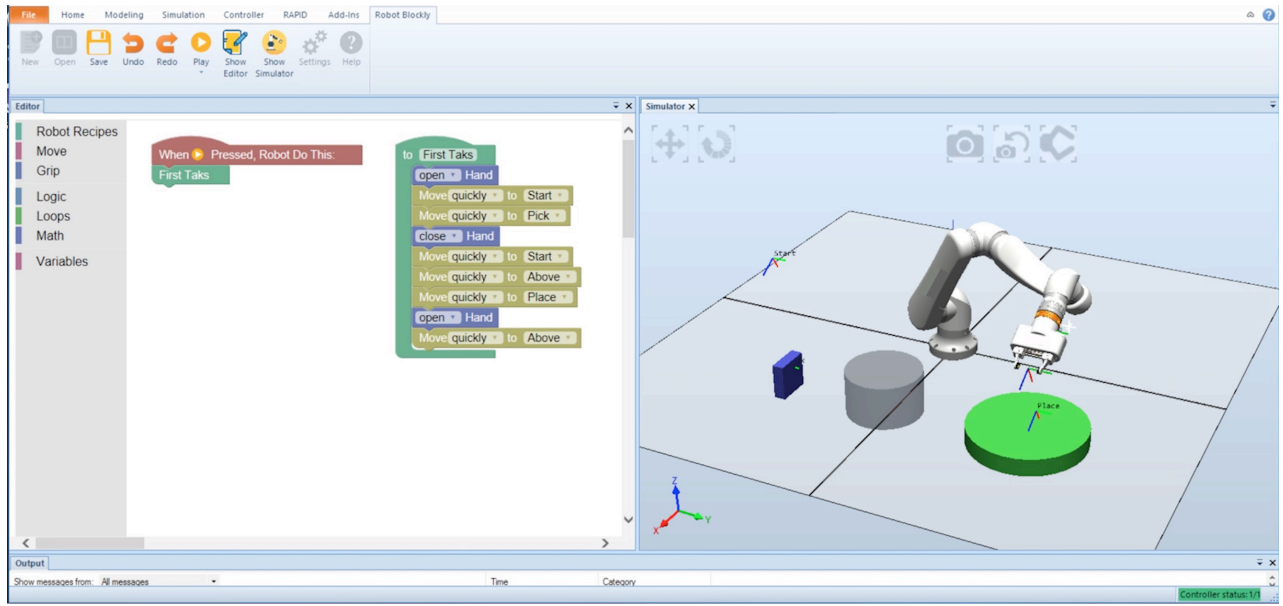 File Home Modeling Simulation Controller RAPID Add-Ins Robot Blockly
New Open Save Undo Redo Play Show Editor Show Simulator Settings Help
Editor
Robot Recipes
Move
Grip
Logic
Loops
Math
Variables
When Pressed, Robot Do This:
First Taks
to First Taks
open Hand
Move quickly to Start
Move quickly to Pick
close Hand
Move quickly to Start
Move quickly to Above
Move quickly to Place
open Hand
Move quickly to Above
Simulator
Start
Place
Z
X
Y
Output
Show messages from: All messages Time Category
Controller status: 1/1